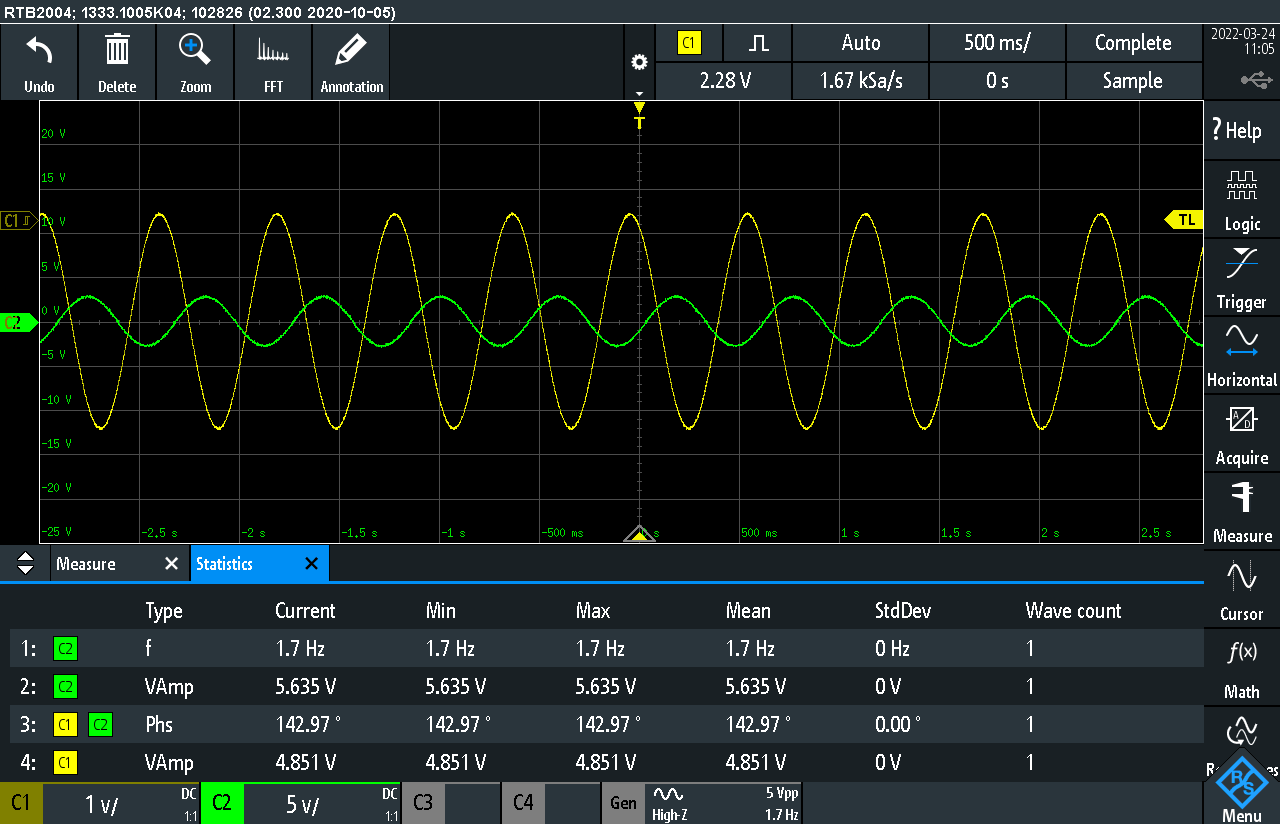 RTB2004; 1333.1005K04; 102826 (02.300 2020-10-05)
Undo Delete Zoom FFT Annotation
C1 Auto 500 ms/ Complete
2.28 V 1.67 kSa/s 0 s Sample
2022-03-24
11:05
T
20 V
15 V
C1 10 V TL
5 V
0 V
C2
-5 V
-10 V
-15 V
-20 V
-25 V
-2.5 s -2 s -1.5 s -1 s -500 ms s 500 ms 1 s 1.5 s 2 s 2.5 s
? Help
Logic
Trigger
Horizontal
A D
Acquire
Measure
Cursor
f(x)
Math
Menu
Measure Statistics
Type Current Min Max Mean StdDev Wave count
1: C2 f 1.7 Hz 1.7 Hz 1.7 Hz 1.7 Hz 0 Hz 1
2: C2 VAmp 5.635 V 5.635 V 5.635 V 5.635 V 0 V 1
3: C1 C2 Phs 142.97 ° 142.97 ° 142.97 ° 142.97 ° 0.00 ° 1
4: C1 VAmp 4.851 V 4.851 V 4.851 V 4.851 V 0 V 1
C1 1 V/ DC 1:1 C2 5 V/ DC 1:1 C3 C4 Gen High-Z 5 Vpp 1.7 Hz
R&S